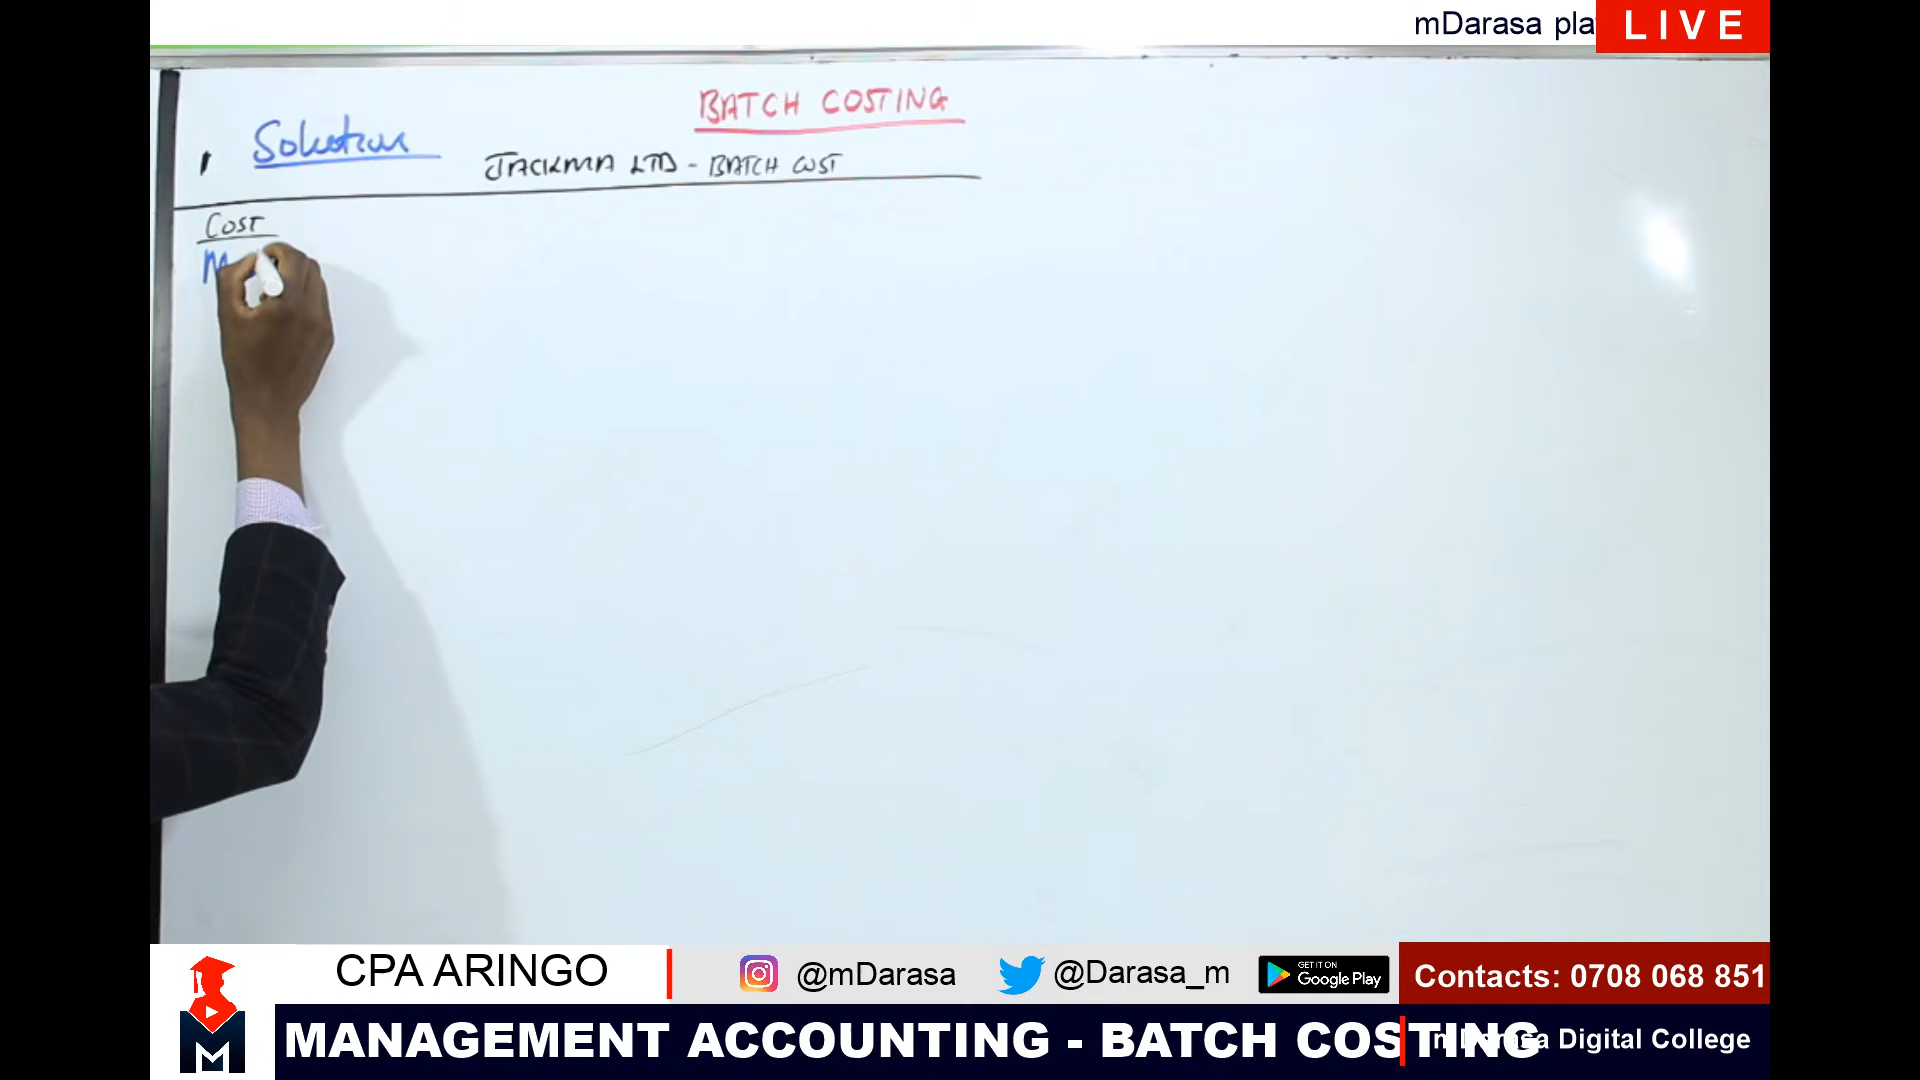 mDarasa pla
LIVE
BATCH COSTING
Solution
JACKMA LTD - BATCH COST
COST
CPA ARINGO
@mDarasa
@Darasa_m
GET IT ON
Google Play
Contacts: 0708 068 851
MANAGEMENT ACCOUNTING - BATCH COSTING
Darasa Digital College